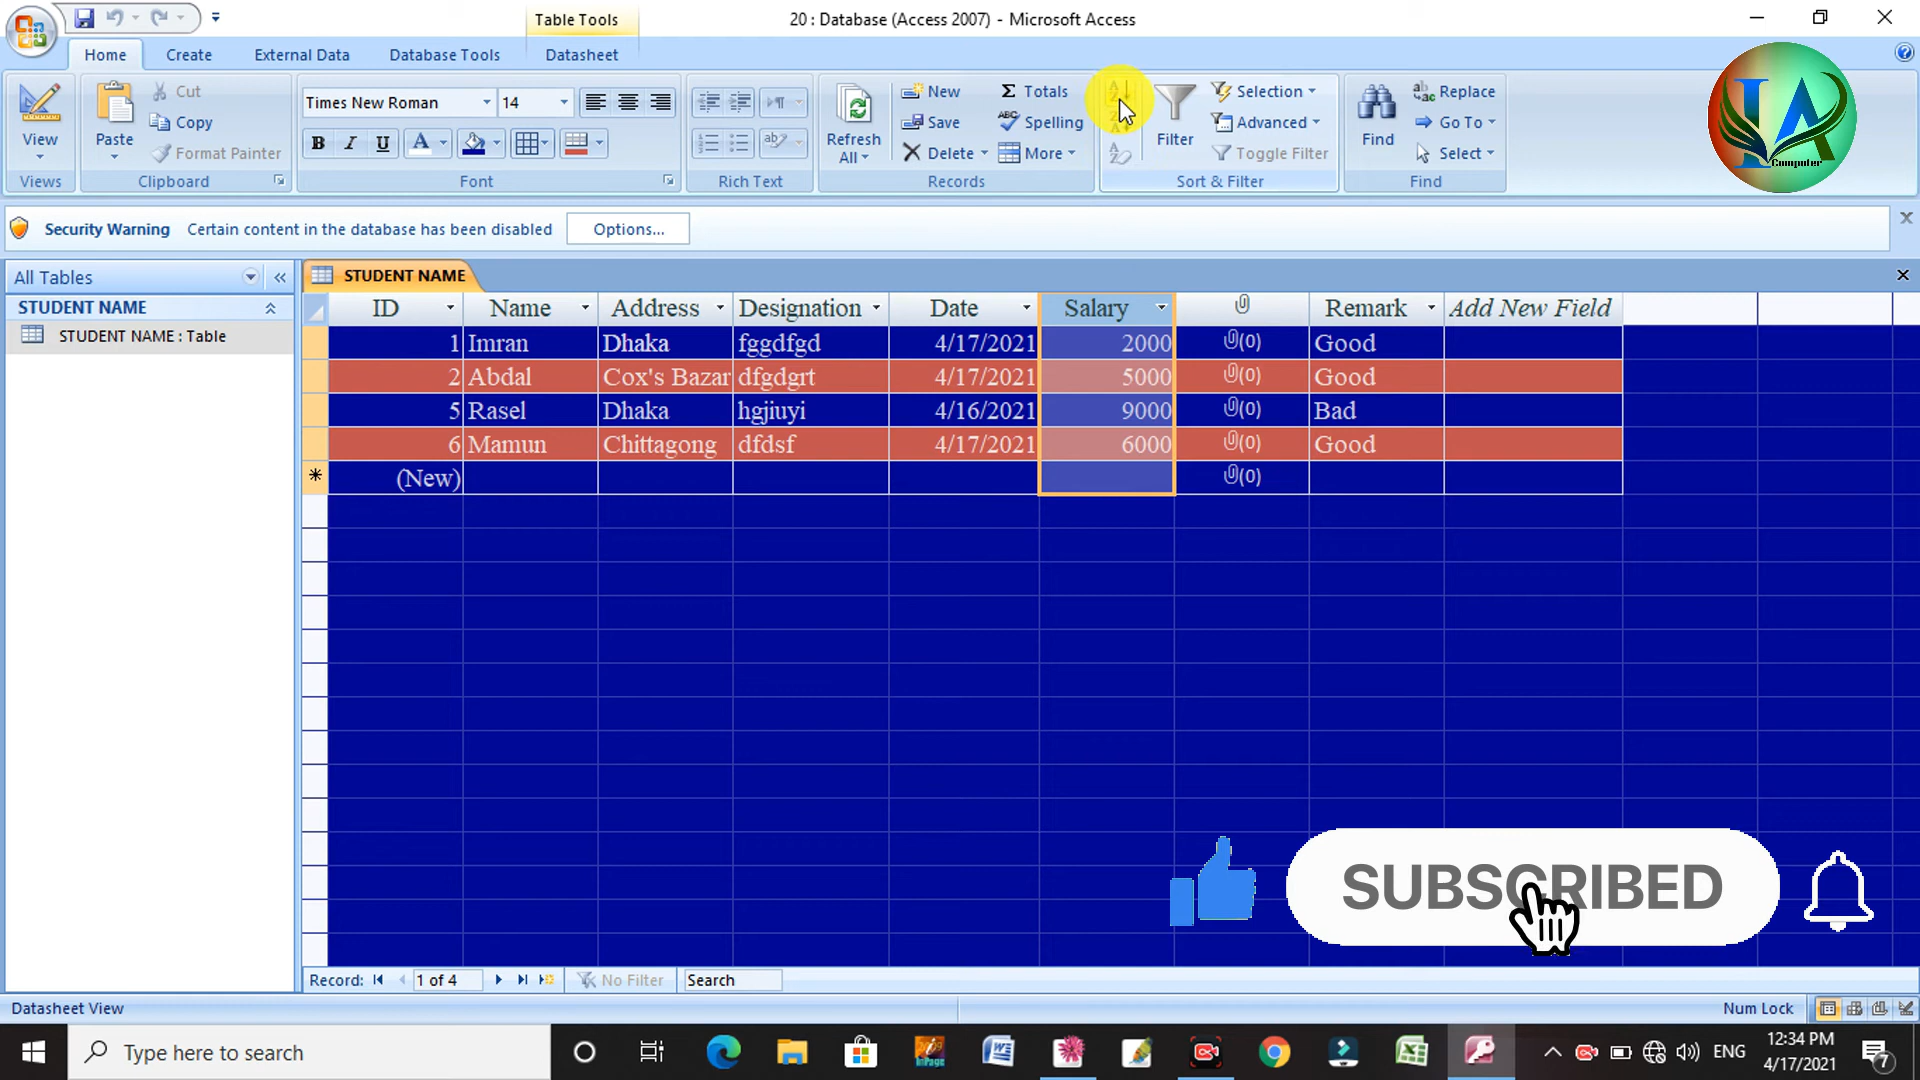 Table Tools
20 : Database (Access 2007) - Microsoft Access
Home Create External Data Database Tools Datasheet
View
Views
Paste
Cut
Copy
Format Painter
Clipboard
Times New Roman 14
B I U A
Font
Rich Text
Refresh All
New
Save
Delete
Totals
Spelling
More
Records
Filter
Selection
Advanced
Toggle Filter
Sort & Filter
Find
Replace
Go To
Select
Find
IA
Computer
Security Warning Certain content in the database has been disabled Options...
All Tables
STUDENT NAME
STUDENT NAME : Table
STUDENT NAME
ID Name Address Designation Date Salary Remark Add New Field
1 Imran Dhaka fggdfgd 4/17/2021 2000 (0) Good
2 Abdal Cox's Bazar dfgdgrt 4/17/2021 5000 (0) Good
5 Rasel Dhaka hgjiuyi 4/16/2021 9000 (0) Bad
6 Mamun Chittagong dfdsf 4/17/2021 6000 (0) Good
* (New) (0)
SUBSCRIBED
Record: 1 of 4 No Filter Search
Datasheet View Num Lock
Type here to search
ENG
12:34 PM
4/17/2021
7